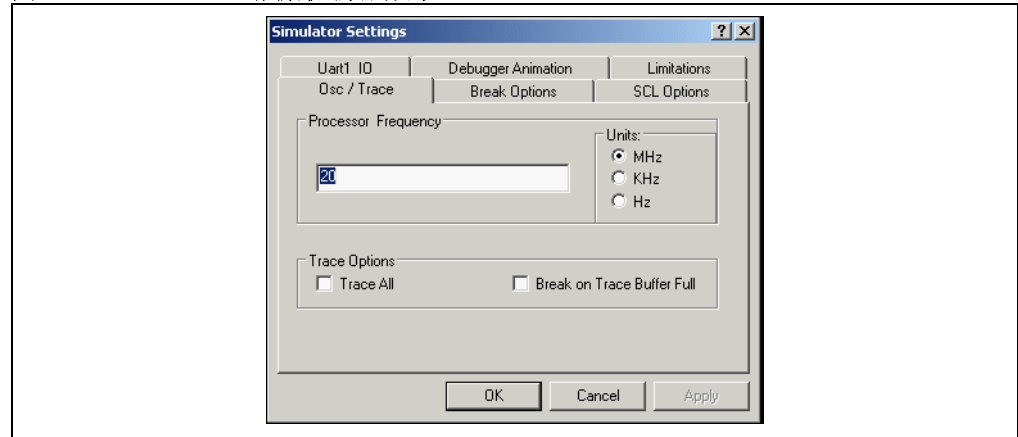 Simulator Settings
Uart1 IO Debugger Animation Limitations
Osc / Trace Break Options SCL Options
Processor Frequency
Units:
20
MHz
KHz
Hz
Trace Options
Trace All Break on Trace Buffer Full
OK Cancel Apply